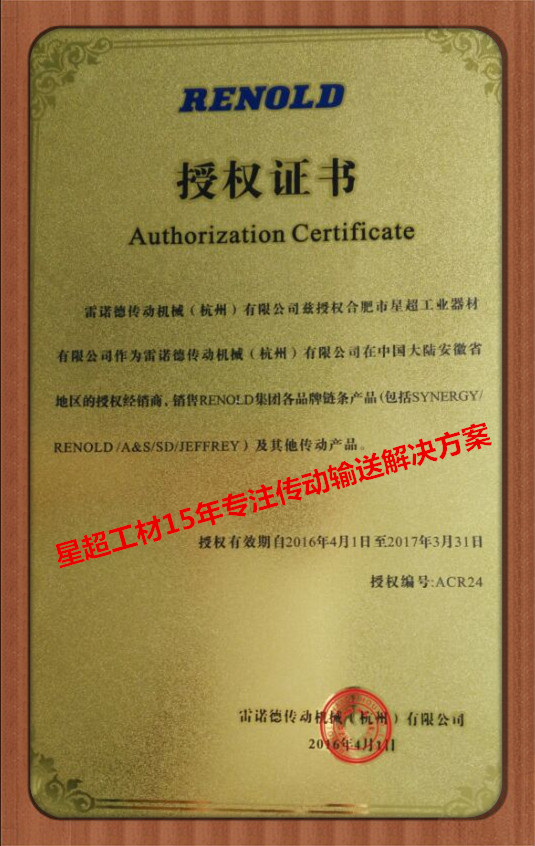 RENOLD
授权证书
Authorization Certificate
雷诺德传动机械（杭州）有限公司兹授权合肥市星超工业器材
有限公司作为雷诺德传动机械（杭州）有限公司在中国大陆安徽省
地区的授权经销商，销售RENOLD集团各品牌链条产品（包括SYNERGY/
RENOLD/A&S/SD/JEFFREY）及其他传动产品。
星超工材15年专注传动输送解决方案
授权有效期自2016年4月1日至2017年3月31日
授权编号:ACR24
雷诺德传动机械（杭州）有限公司
2016年4月1日